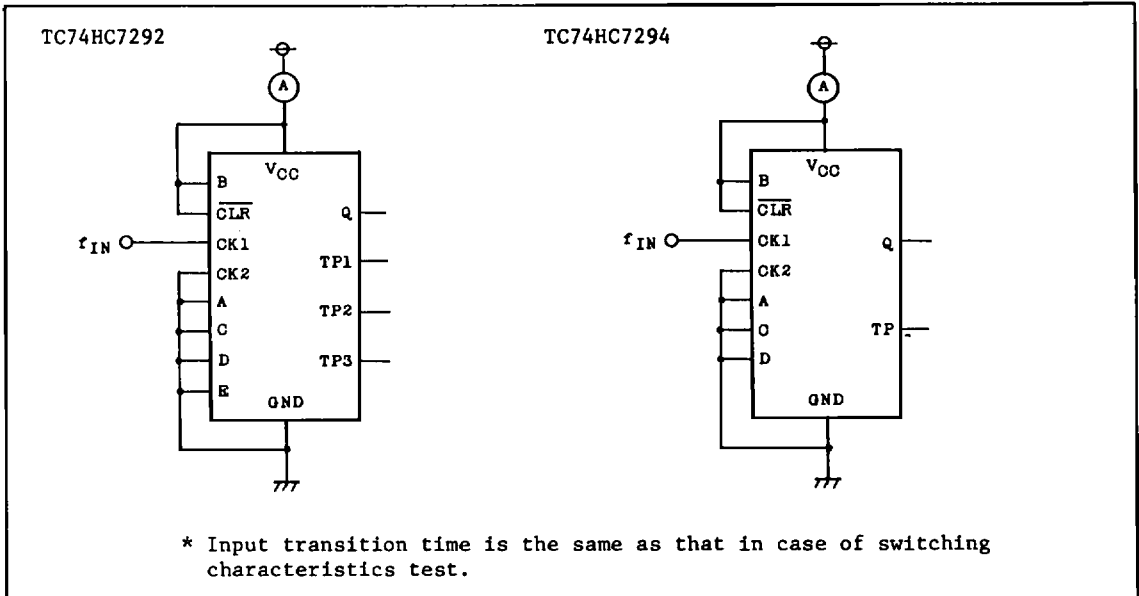 TC74HC7292
A
VCC
B
CLR
Q
fIN
CK1
CK2
TP1
A
TP2
C
D
TP3
E
GND
TC74HC7294
A
VCC
B
CLR
fIN
CK1
Q
CK2
A
C
TP
D
GND
* Input transition time is the same as that in case of switching
characteristics test.